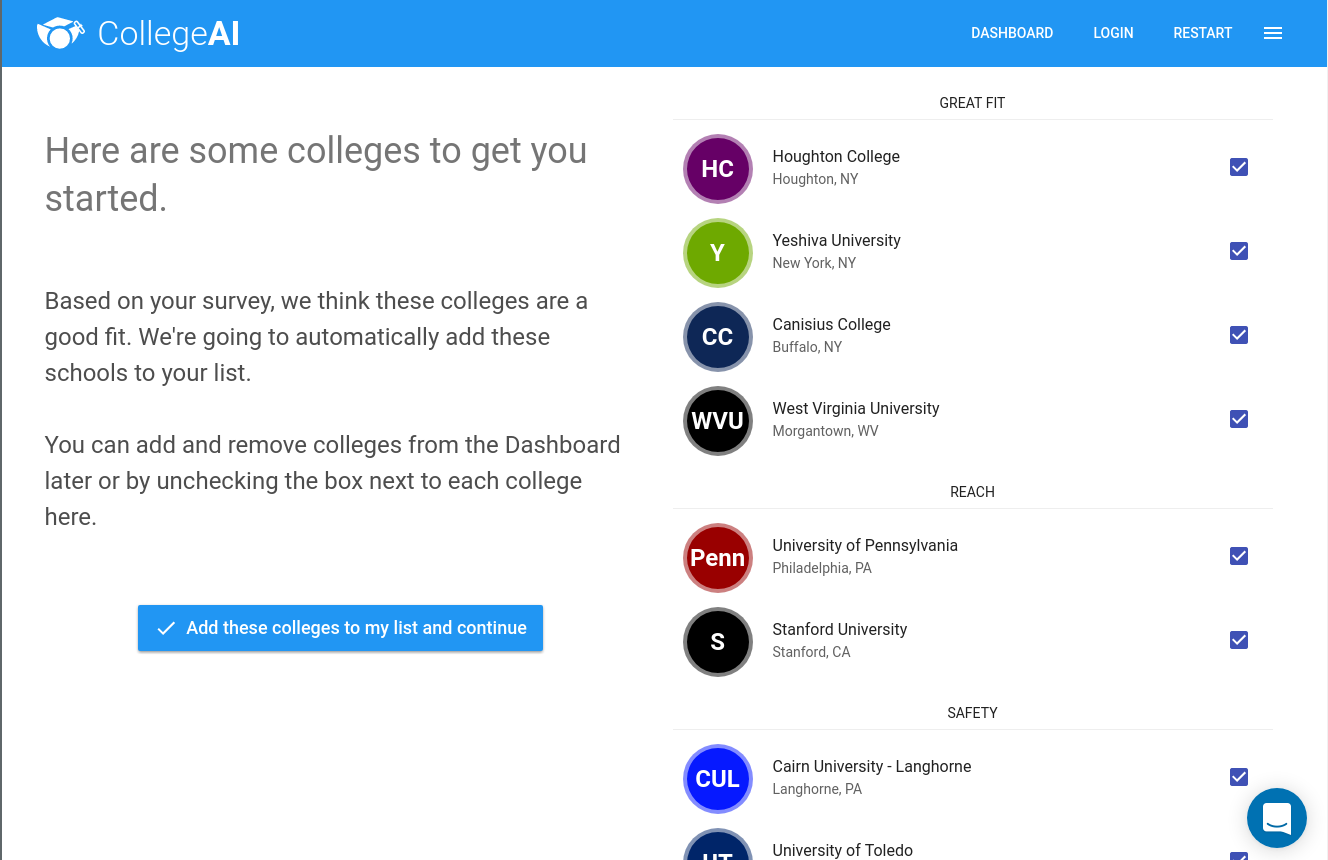 CollegeAI
DASHBOARD
LOGIN
RESTART
Here are some colleges to get you
started.
Based on your survey, we think these colleges are a
good fit. We're going to automatically add these
schools to your list.
You can add and remove colleges from the Dashboard
later or by unchecking the box next to each college
here.
Add these colleges to my list and continue
GREAT FIT
HC
Houghton College
Houghton, NY
Y
Yeshiva University
New York, NY
CC
Canisius College
Buffalo, NY
WVU
West Virginia University
Morgantown, WV
REACH
Penn
University of Pennsylvania
Philadelphia, PA
S
Stanford University
Stanford, CA
SAFETY
CUL
Cairn University - Langhorne
Langhorne, PA
UT
University of Toledo